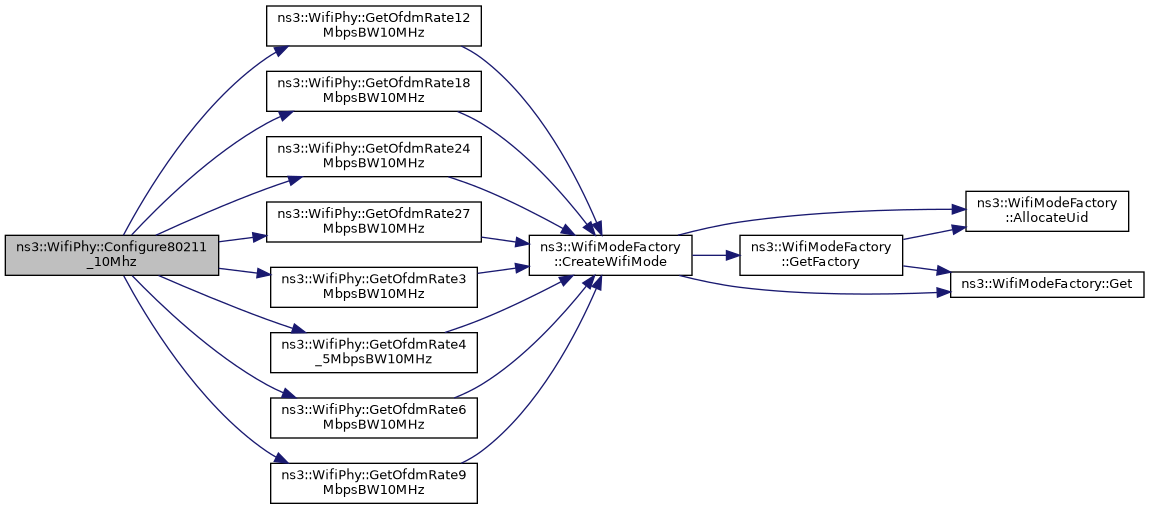 ns3::WifiPhy::GetOfdmRate12
MbpsBW10MHz
ns3::WifiPhy::GetOfdmRate18
MbpsBW10MHz
ns3::WifiPhy::GetOfdmRate24
MbpsBW10MHz
ns3::WifiPhy::GetOfdmRate27
MbpsBW10MHz
ns3::WifiPhy::Configure80211
_10Mhz
ns3::WifiPhy::GetOfdmRate3
MbpsBW10MHz
ns3::WifiPhy::GetOfdmRate4
_5MbpsBW10MHz
ns3::WifiPhy::GetOfdmRate6
MbpsBW10MHz
ns3::WifiPhy::GetOfdmRate9
MbpsBW10MHz
ns3::WifiModeFactory
::CreateWifiMode
ns3::WifiModeFactory
::GetFactory
ns3::WifiModeFactory
::AllocateUid
ns3::WifiModeFactory::Get